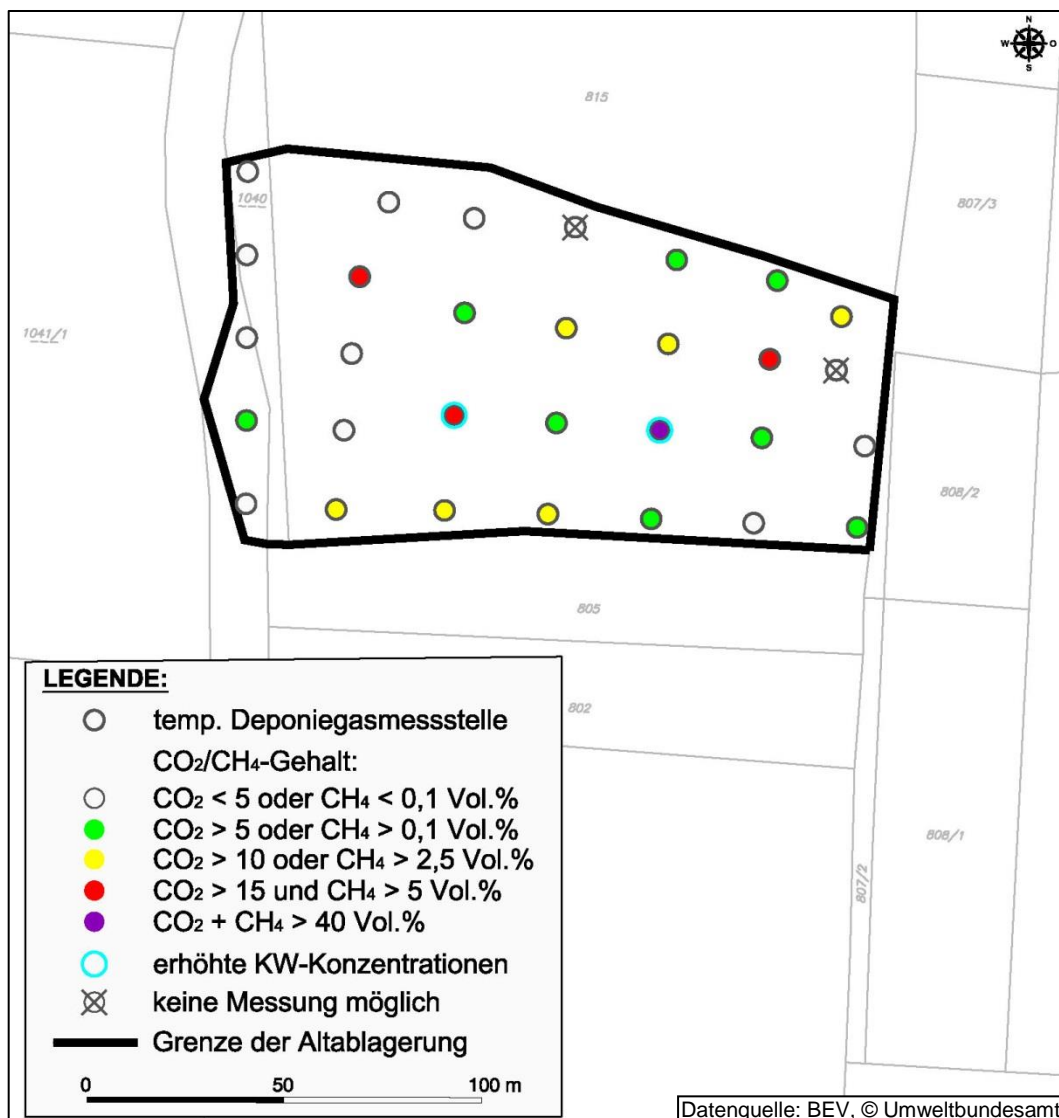 N
W O
S
815
1040
807/3
1041/1
808/2
805
802
808/1
807/2
LEGENDE:
temp. Deponiegasmessstelle
CO₂/CH₄-Gehalt:
CO₂ < 5 oder CH₄ < 0,1 Vol.%
CO₂ > 5 oder CH₄ > 0,1 Vol.%
CO₂ > 10 oder CH₄ > 2,5 Vol.%
CO₂ > 15 und CH₄ > 5 Vol.%
CO₂ + CH₄ > 40 Vol.%
erhöhte KW-Konzentrationen
keine Messung möglich
Grenze der Altablagerung
0 50 100 m
Datenquelle: BEV, © Umweltbundesamt